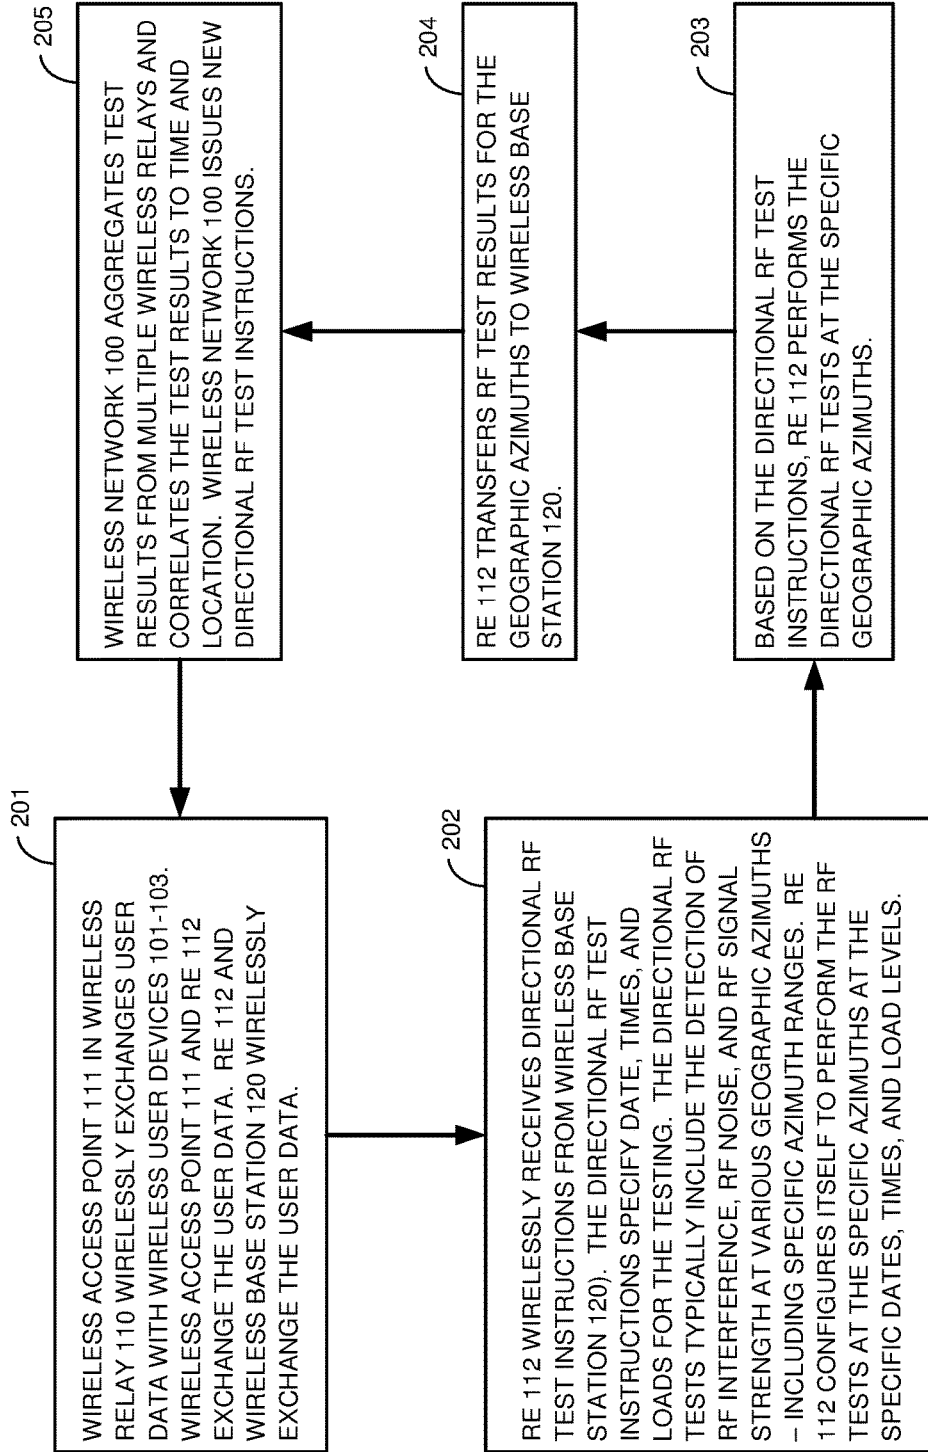 201
WIRELESS ACCESS POINT 111 IN WIRELESS
RELAY 110 WIRELESSLY EXCHANGES USER
DATA WITH WIRELESS USER DEVICES 101-103.
WIRELESS ACCESS POINT 111 AND RE 112
EXCHANGE THE USER DATA.  RE 112 AND
WIRELESS BASE STATION 120 WIRELESSLY
EXCHANGE THE USER DATA.
202
RE 112 WIRELESSLY RECEIVES DIRECTIONAL RF
TEST INSTRUCTIONS FROM WIRELESS BASE
STATION 120).  THE DIRECTIONAL RF TEST
INSTRUCTIONS SPECIFY DATE, TIMES, AND
LOADS FOR THE TESTING.  THE DIRECTIONAL RF
TESTS TYPICALLY INCLUDE THE DETECTION OF
RF INTERFERENCE, RF NOISE, AND RF SIGNAL
STRENGTH AT VARIOUS GEOGRAPHIC AZIMUTHS
– INCLUDING SPECIFIC AZIMUTH RANGES.  RE
112 CONFIGURES ITSELF TO PERFORM THE RF
TESTS AT THE SPECIFIC AZIMUTHS AT THE
SPECIFIC DATES, TIMES, AND LOAD LEVELS.
203
BASED ON THE DIRECTIONAL RF TEST
INSTRUCTIONS, RE 112 PERFORMS THE
DIRECTIONAL RF TESTS AT THE SPECIFIC
GEOGRAPHIC AZIMUTHS.
204
RE 112 TRANSFERS RF TEST RESULTS FOR THE
GEOGRAPHIC AZIMUTHS TO WIRELESS BASE
STATION 120.
205
WIRELESS NETWORK 100 AGGREGATES TEST
RESULTS FROM MULTIPLE WIRELESS RELAYS AND
CORRELATES THE TEST RESULTS TO TIME AND
LOCATION.  WIRELESS NETWORK 100 ISSUES NEW
DIRECTIONAL RF TEST INSTRUCTIONS.